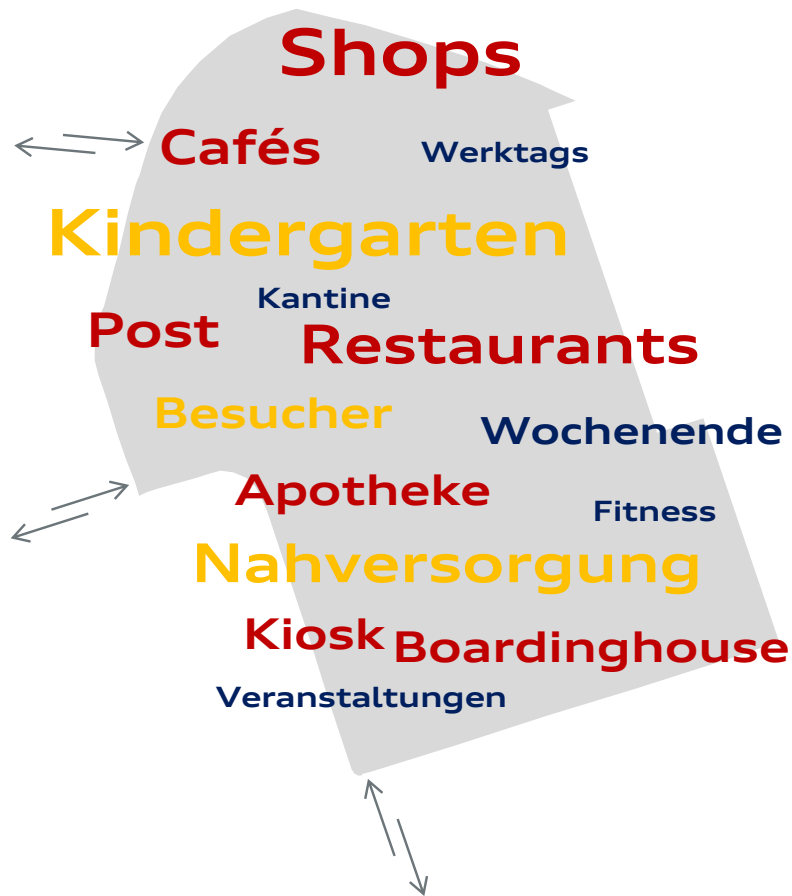 Shops
Cafés
Werktags
Kindergarten
Kantine
Post
Restaurants
Besucher
Wochenende
Apotheke
Fitness
Nahversorgung
Kiosk
Boardinghouse
Veranstaltungen